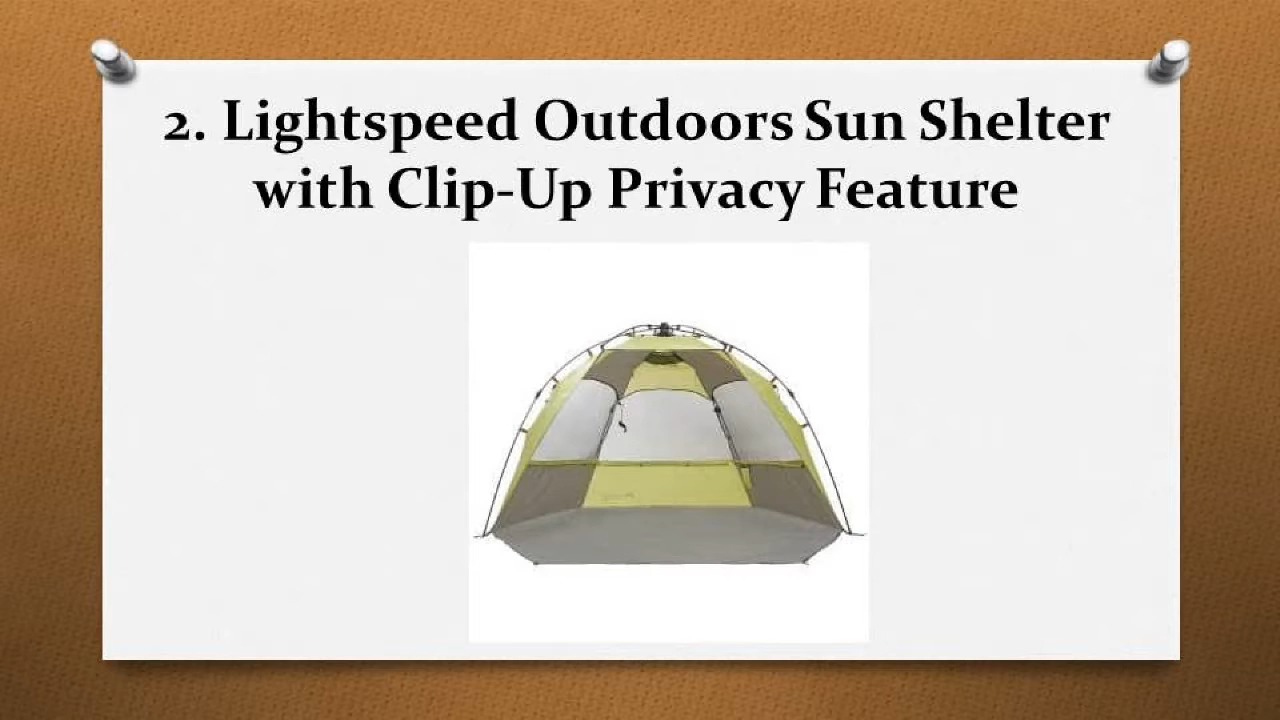 2. Lightspeed Outdoors Sun Shelter
with Clip-Up Privacy Feature